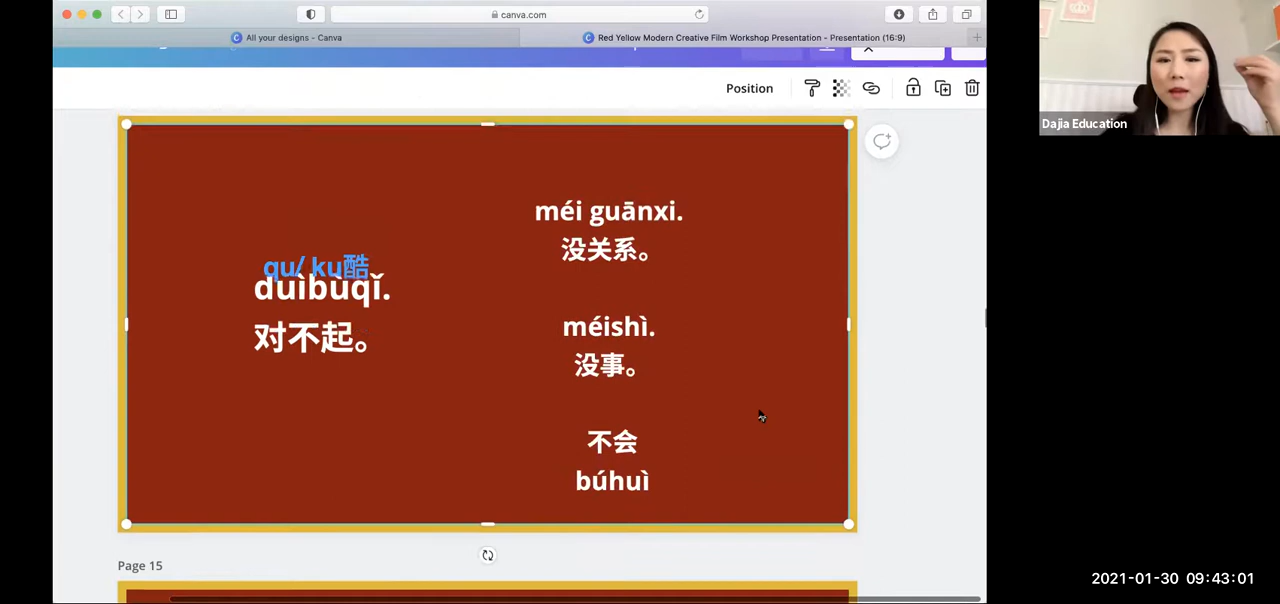 canva.com
All your designs - Canva
Red Yellow Modern Creative Film Workshop Presentation - Presentation (16:9)
Position
qu/ ku酷
duìbùqǐ.
对不起。
méi guānxi.
没关系。
méishì.
没事。
不会
búhuì
Page 15
Dajia Education
2021-01-30 09:43:01